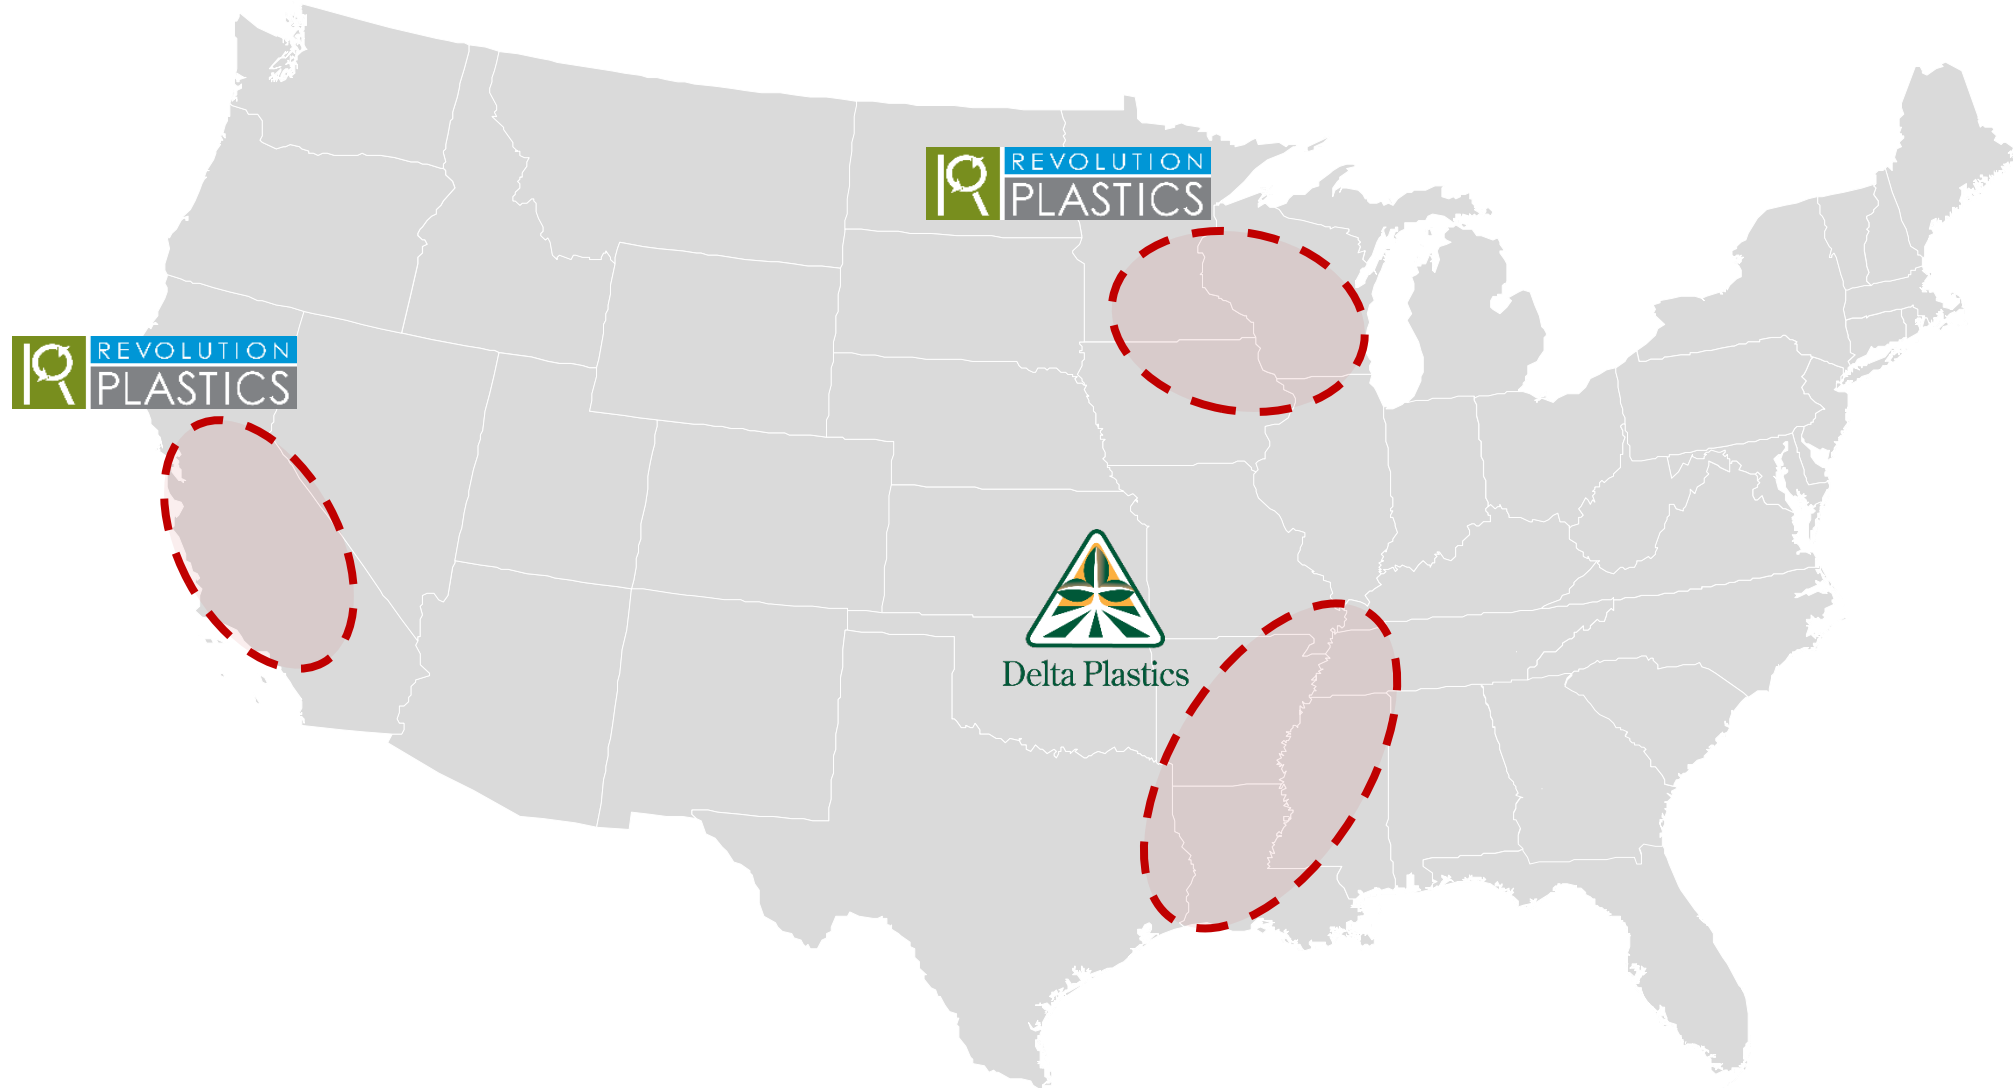 REVOLUTION
PLASTICS
REVOLUTION
PLASTICS
Delta Plastics